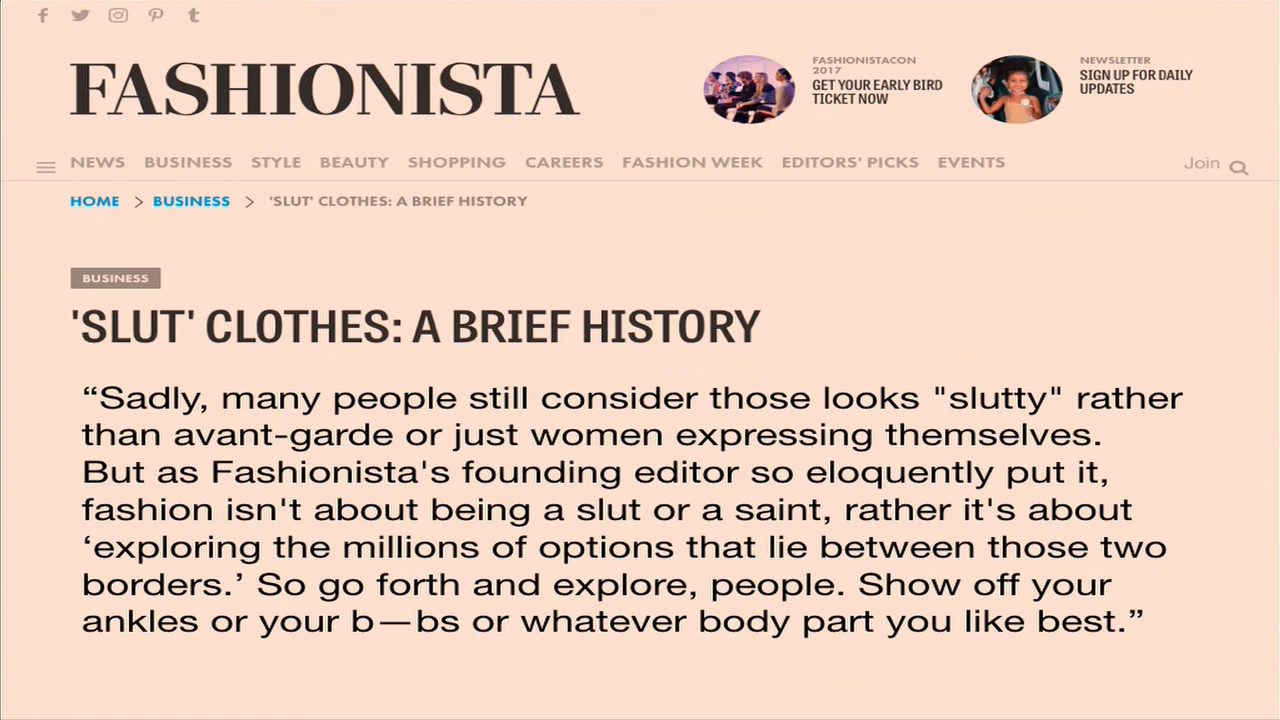 FASHIONISTA
FASHIONISTACON
2017
GET YOUR EARLY BIRD
TICKET NOW
NEWSLETTER
SIGN UP FOR DAILY
UPDATES
NEWS BUSINESS STYLE BEAUTY SHOPPING CAREERS FASHION WEEK EDITORS' PICKS EVENTS Join
HOME > BUSINESS > 'SLUT' CLOTHES: A BRIEF HISTORY
BUSINESS
'SLUT' CLOTHES: A BRIEF HISTORY
“Sadly, many people still consider those looks "slutty" rather
than avant-garde or just women expressing themselves.
But as Fashionista's founding editor so eloquently put it,
fashion isn't about being a slut or a saint, rather it's about
‘exploring the millions of options that lie between those two
borders.’ So go forth and explore, people. Show off your
ankles or your b—bs or whatever body part you like best.”